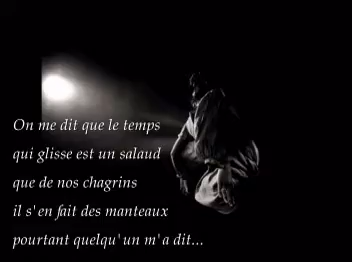 On me dit que le temps
qui glisse est un salaud
que de nos chagrins
il s'en fait des manteaux
pourtant quelqu'un m'a dit...